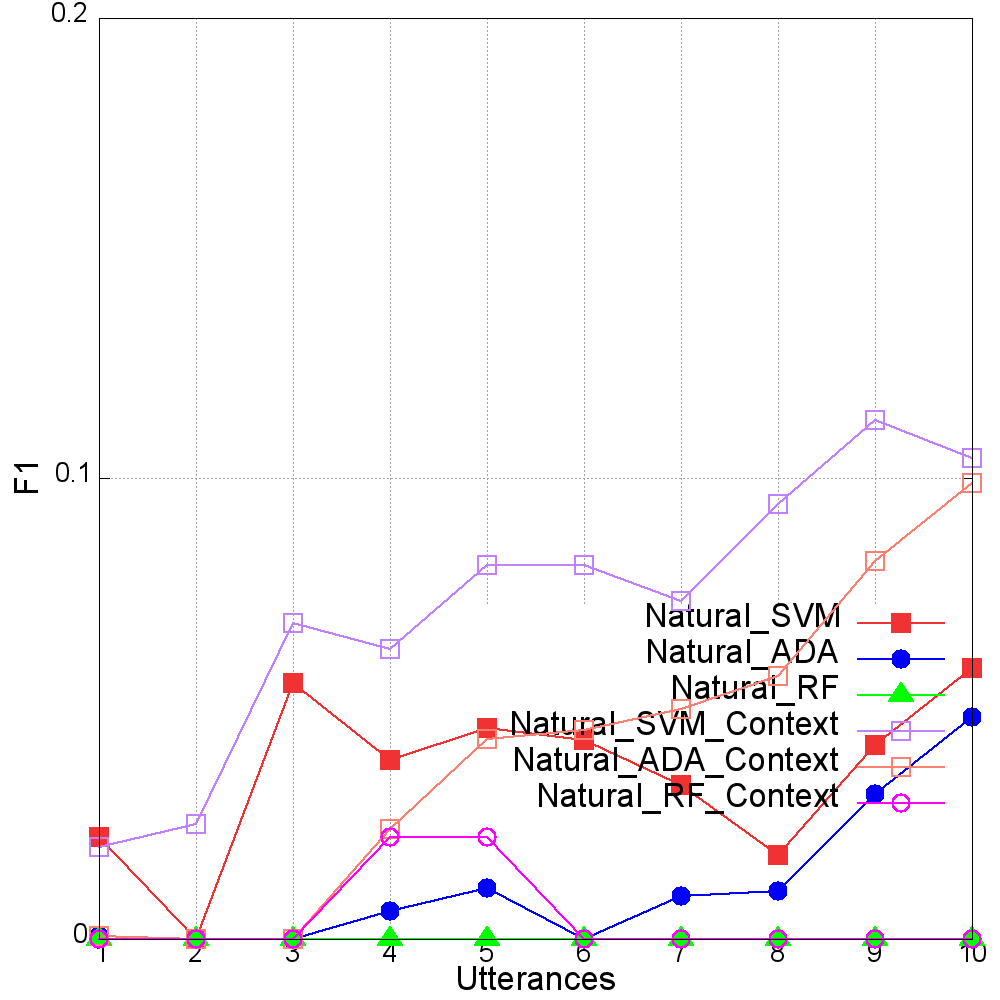 0.2
0.1
0
F1
Natural_SVM
Natural_ADA
Natural_RF
Natural_SVM_Context
Natural_ADA_Context
Natural_RF_Context
1 2 3 4 5 6 7 8 9 10
Utterances